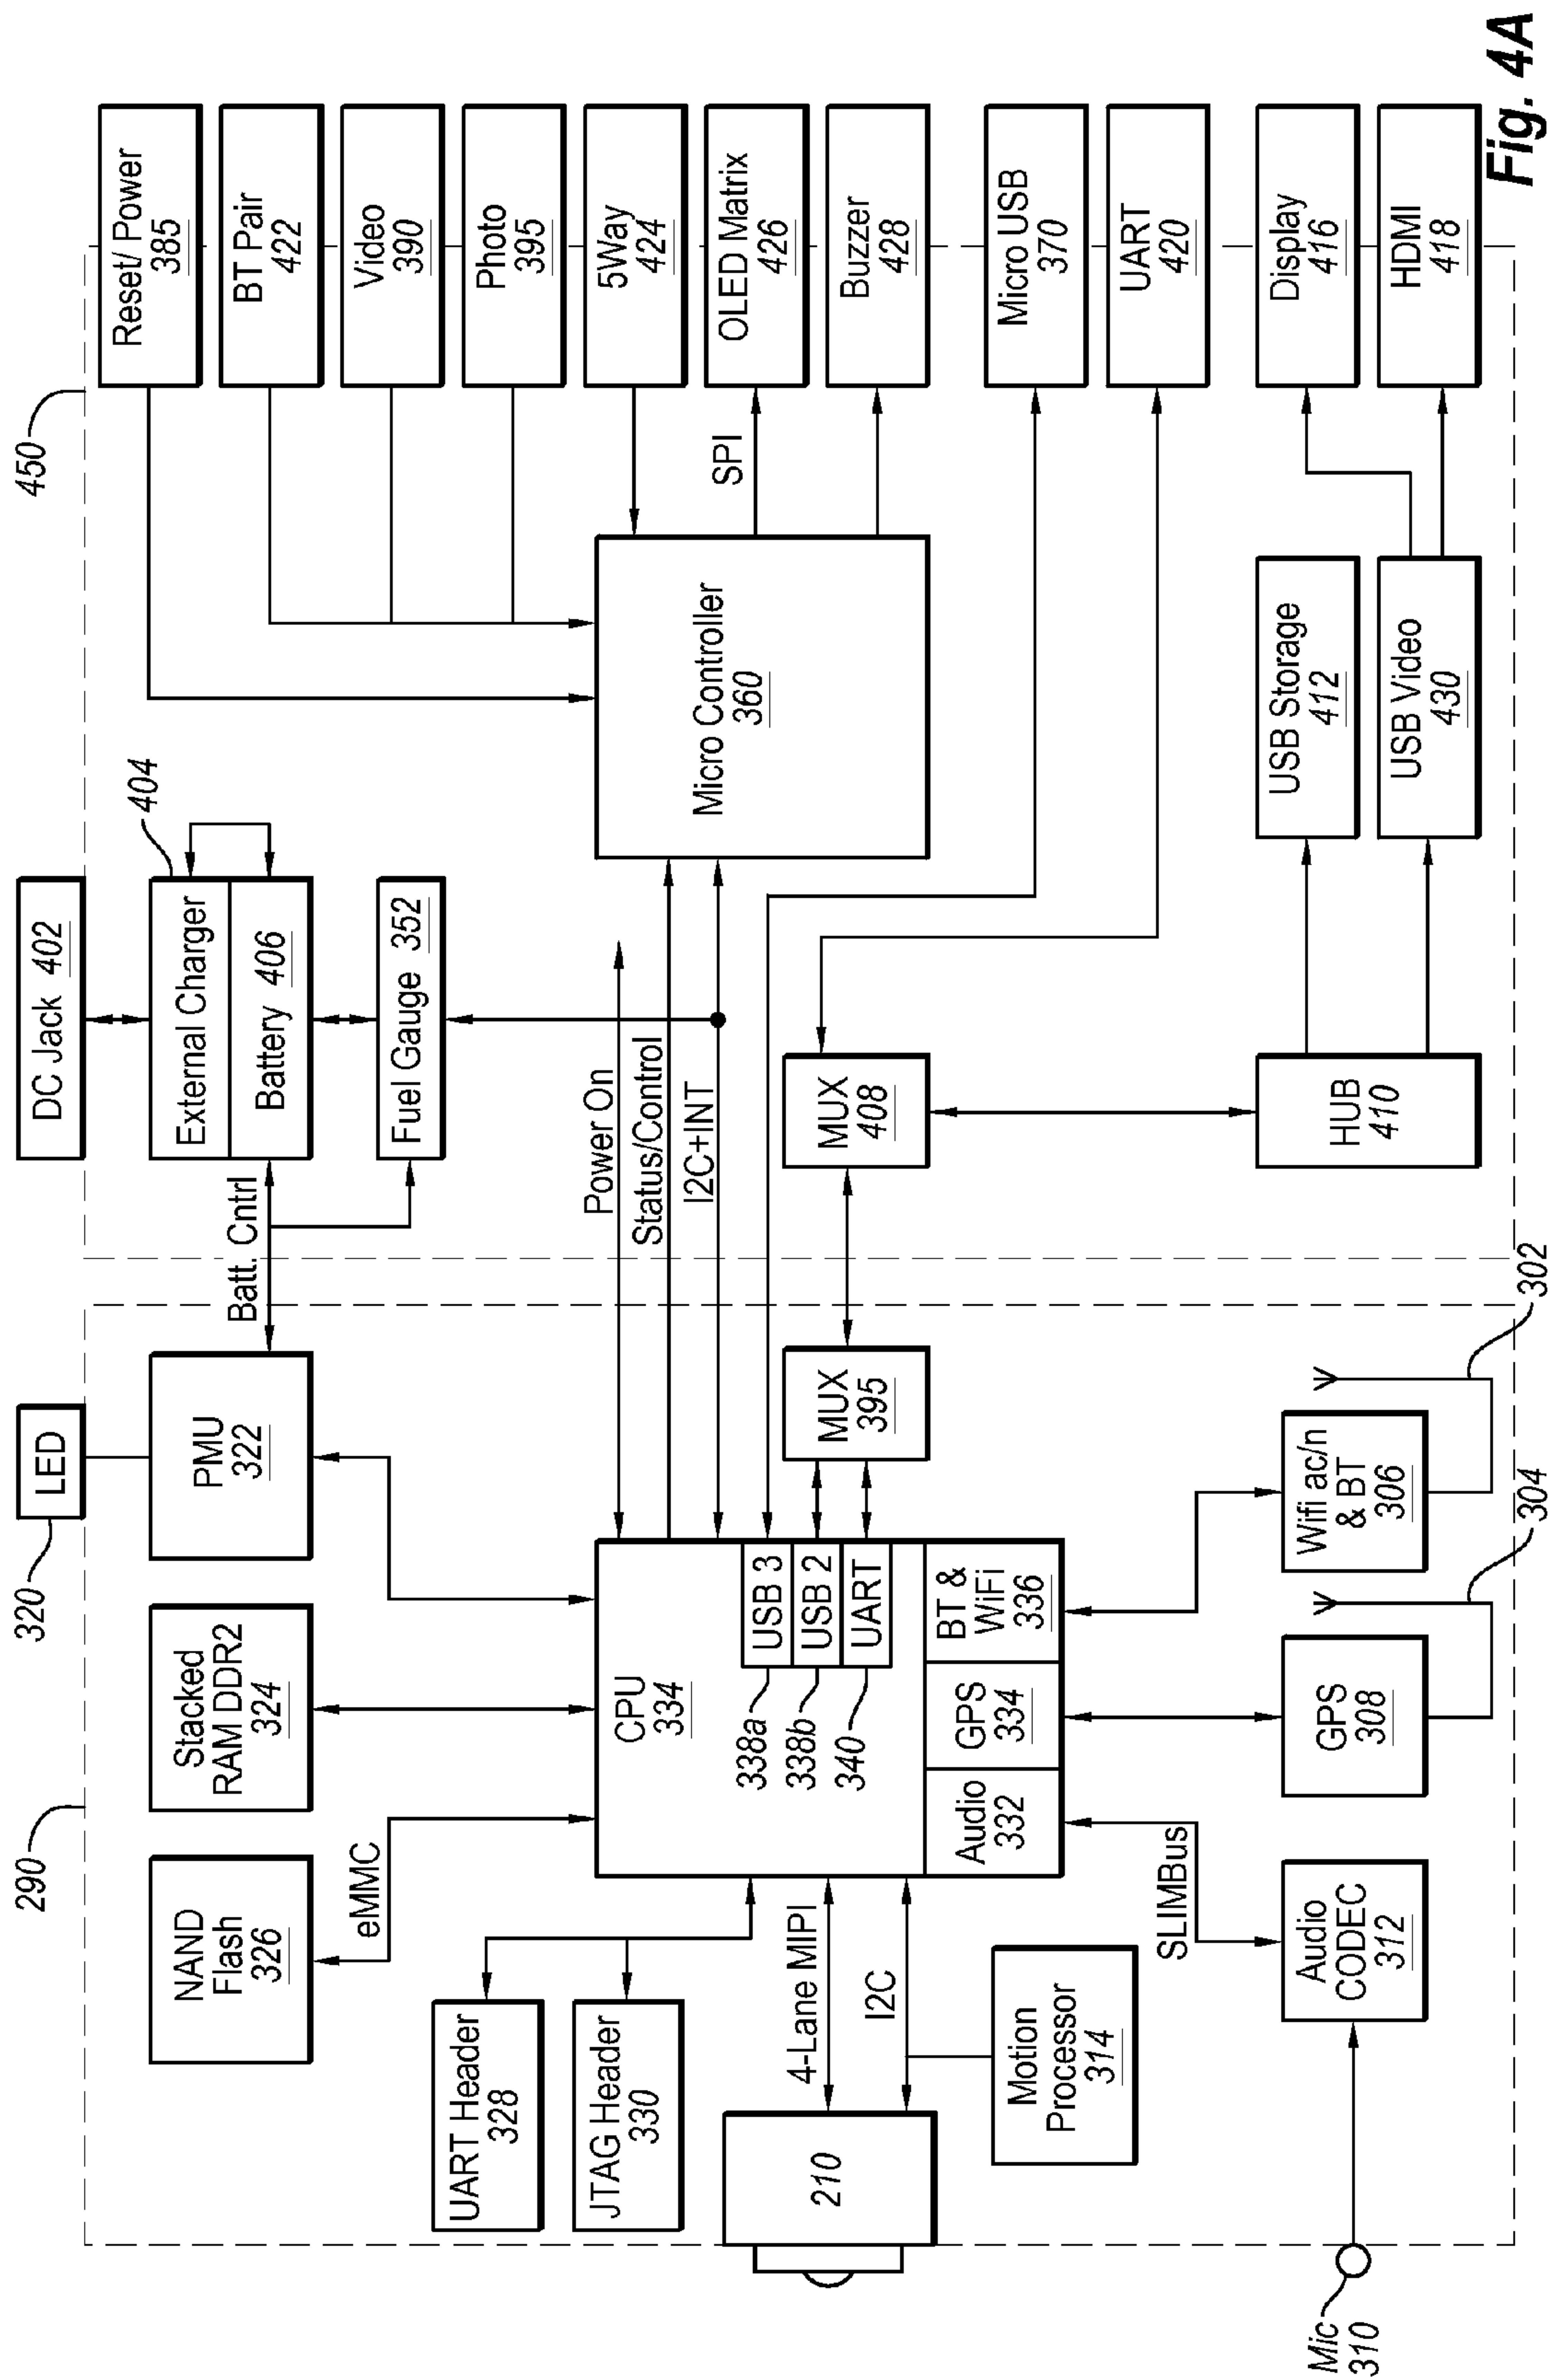 290
320
LED
DC Jack 402
450
NAND
Flash
326
Stacked
RAM DDR2
324
PMU
322
Batt. Cntrl
External Charger
404
Battery 406
Fuel Gauge 352
Reset/ Power
385
BT Pair
422
Video
390
Photo
395
5Way
424
OLED Matrix
426
Buzzer
428
Micro USB
370
UART
420
Display
416
HDMI
418
eMMC
UART Header
328
JTAG Header
330
CPU
334
Power On
Status/Control
I2C+INT
Micro Controller
360
SPI
4-Lane MIPI
I2C
210
Motion
Processor
314
338a
USB 3
338b
USB 2
340
UART
MUX
395
MUX
408
Audio
332
GPS
334
BT &
WiFi
336
SLIMBus
Audio
CODEC
312
GPS
308
Wifi ac/n
& BT
306
304
302
HUB
410
USB Storage
412
USB Video
430
Mic
310
Fig. 4A